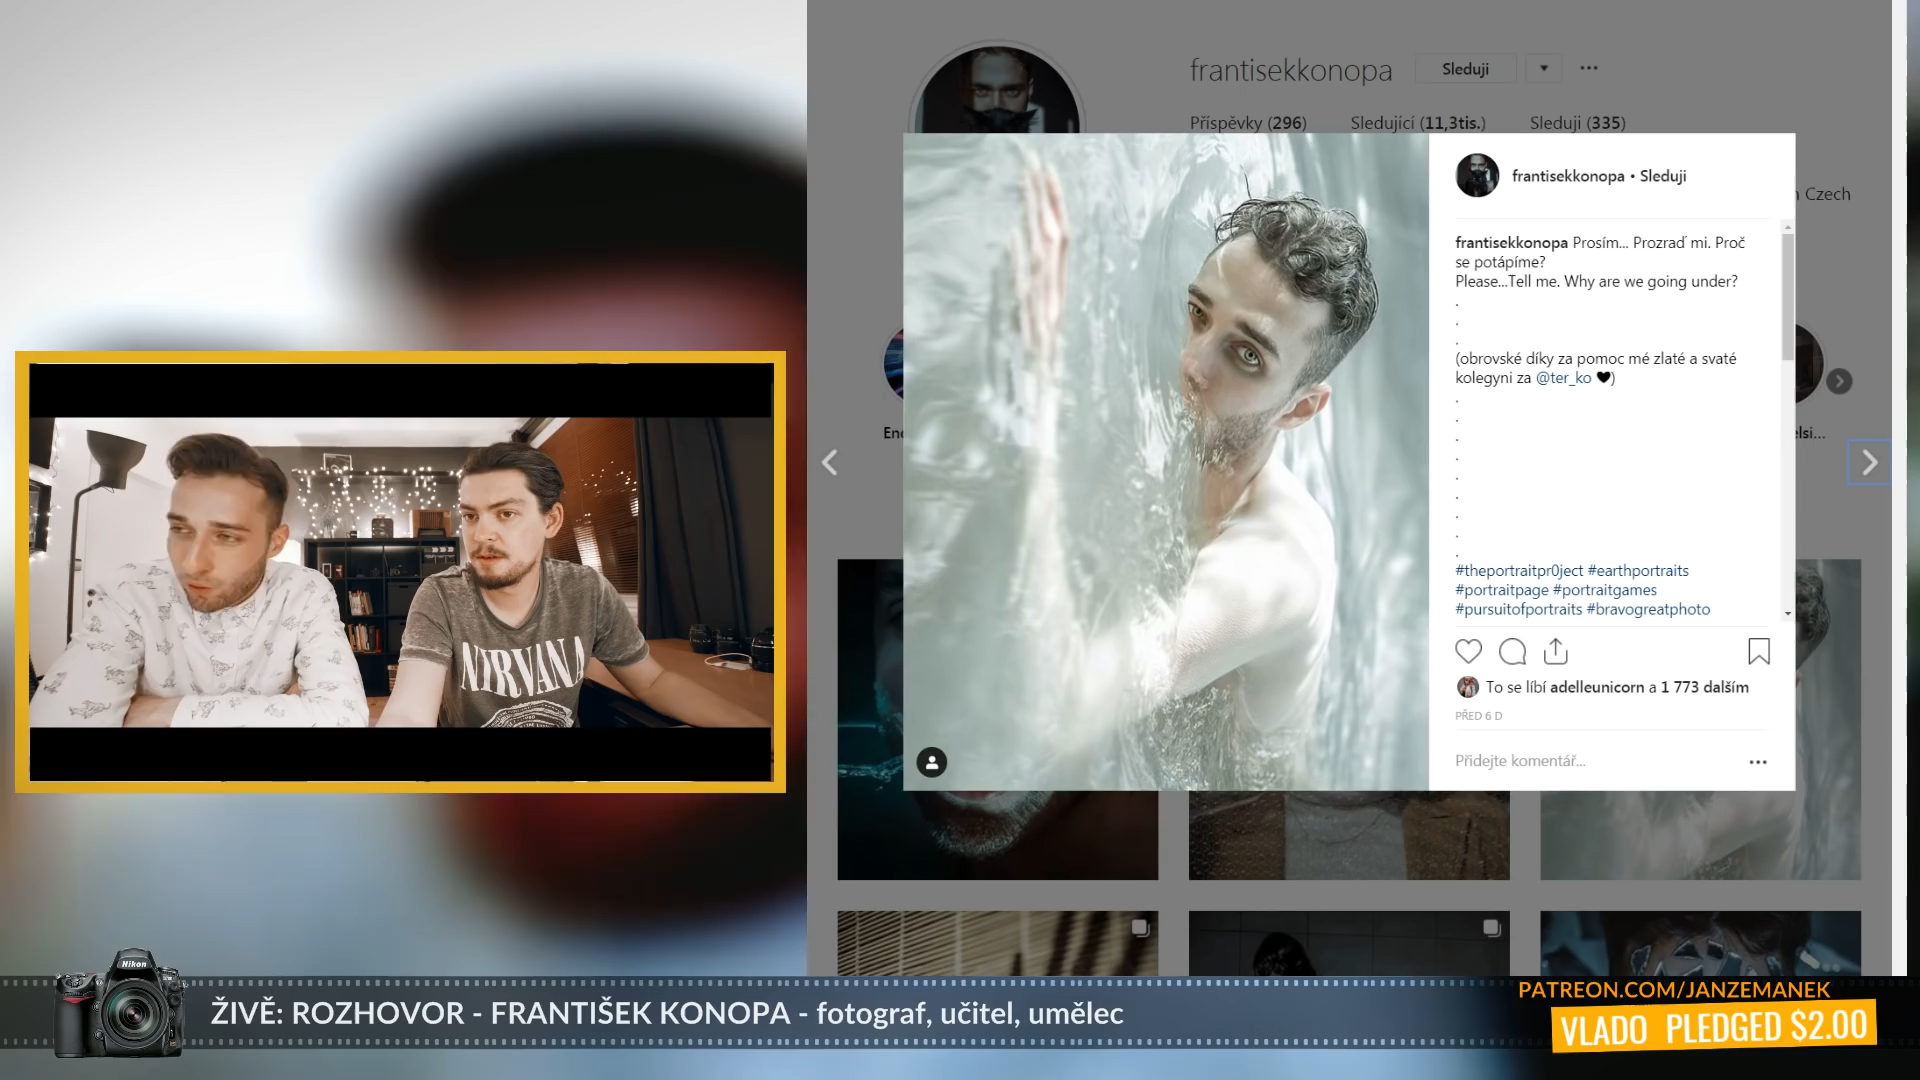 frantisekkonopa
Sleduji
Příspěvky (296)
Sledující (11,3tis.)
Sleduji (335)
Czech
frantisekkonopa • Sleduji
frantisekkonopa Prosím... Prozraď mi. Proč
se potápíme?
Please...Tell me. Why are we going under?
.
.
.
(obrovské díky za pomoc mé zlaté a svaté
kolegyni za @ter_ko 🖤)
.
.
.
.
.
.
.
.
.
#theportraitpr0ject #earthportraits
#portraitpage #portraitgames
#pursuitofportraits #bravogreatphoto
To se líbí adelleunicorn a 1 773 dalším
PŘED 6 D
Přidejte komentář...
NIRVANA
Nikon
ŽIVĚ: ROZHOVOR - FRANTIŠEK KONOPA - fotograf, učitel, umělec
PATREON.COM/JANZEMANEK
VLADO PLEDGED $2.00